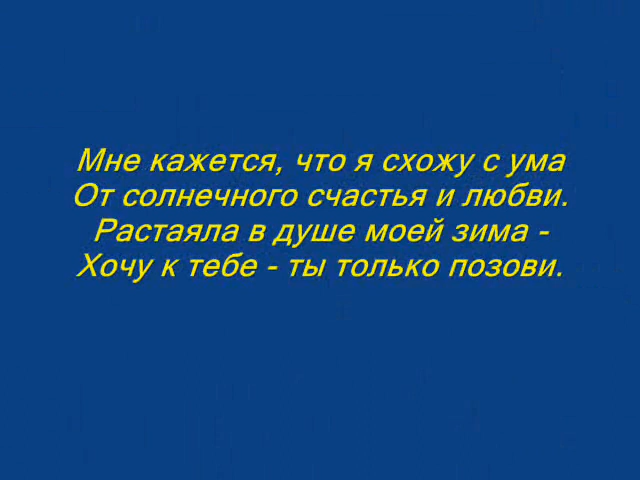 Мне кажется, что я схожу с ума
От солнечного счастья и любви.
Растаяла в душе моей зима -
Хочу к тебе - ты только позови.